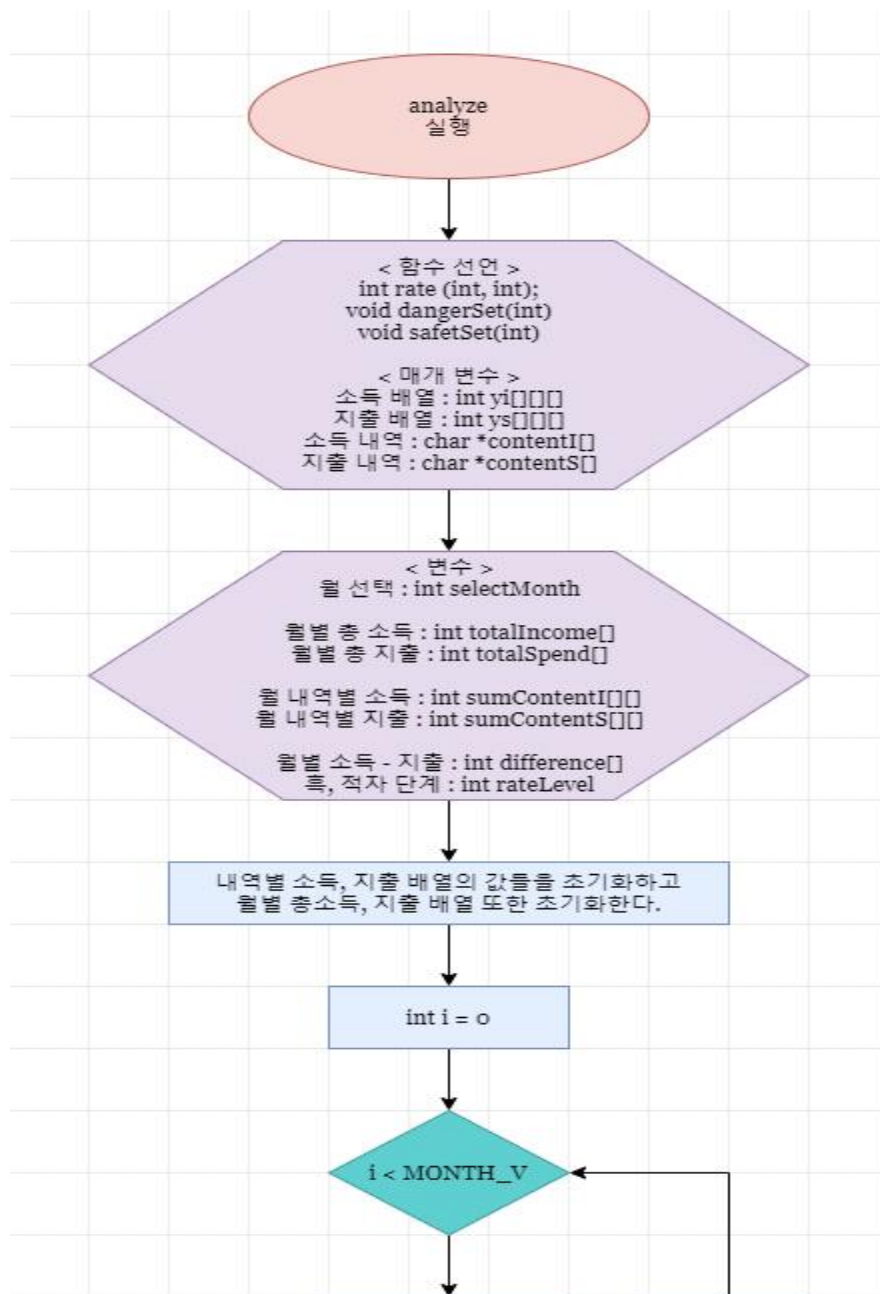 analyze
실행
< 함수 선언 >
int rate (int, int);
void dangerSet(int)
void safetSet(int)
< 매개 변수 >
소득 배열 : int yi[][][]
지출 배열 : int ys[][][]
소득 내역 : char *contentI[]
지출 내역 : char *contentS[]
< 변수 >
월 선택 : int selectMonth
월별 총 소득 : int totalIncome[]
월별 총 지출 : int totalSpend[]
월 내역별 소득 : int sumContentI[][]
월 내역별 지출 : int sumContentS[][]
월별 소득 - 지출 : int difference[]
흑, 적자 단계 : int rateLevel
내역별 소득, 지출 배열의 값들을 초기화하고
월별 총소득, 지출 배열 또한 초기화한다.
int i = 0
i < MONTH_V